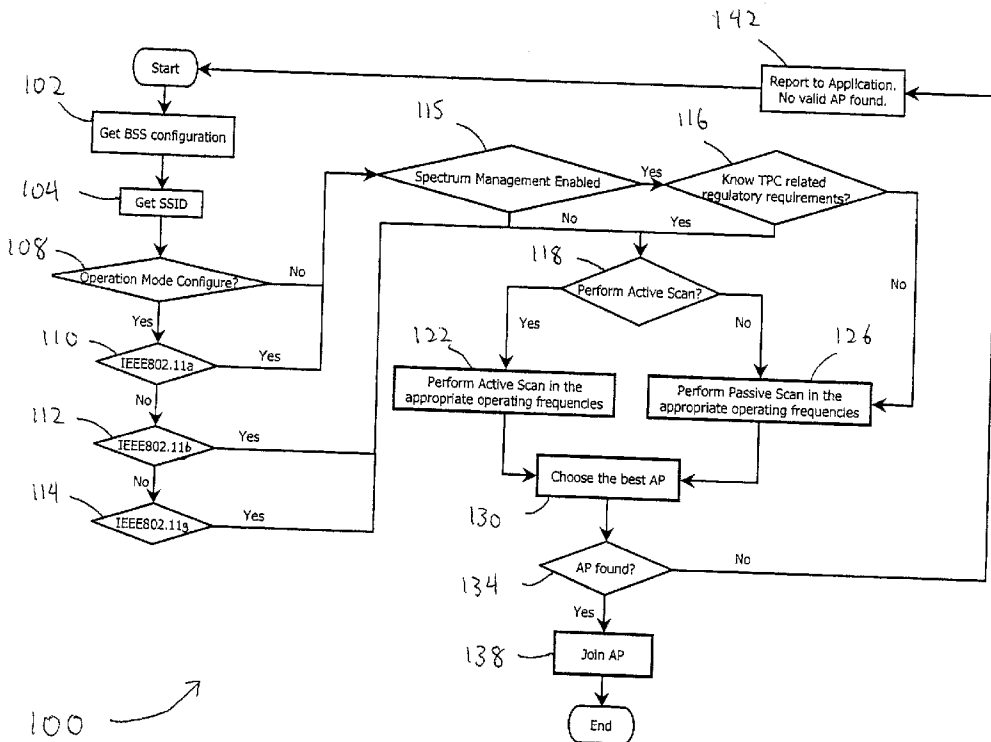 142
Start
Report to Application.
No valid AP found.
102
Get BSS configuration
115
116
Spectrum Management Enabled
Yes
Know TPC related
regulatory requirements?
104
Get SSID
No
Yes
108
Operation Mode Configure?
No
118
Perform Active Scan?
No
Yes
110
IEEE802.11a
Yes
Yes
No
122
126
Perform Active Scan in the
appropriate operating frequencies
Perform Passive Scan in the
appropriate operating frequencies
No
112
IEEE802.11b
Yes
No
114
IEEE802.11g
Yes
Choose the best AP
130
AP found?
No
134
Yes
138
Join AP
100
End